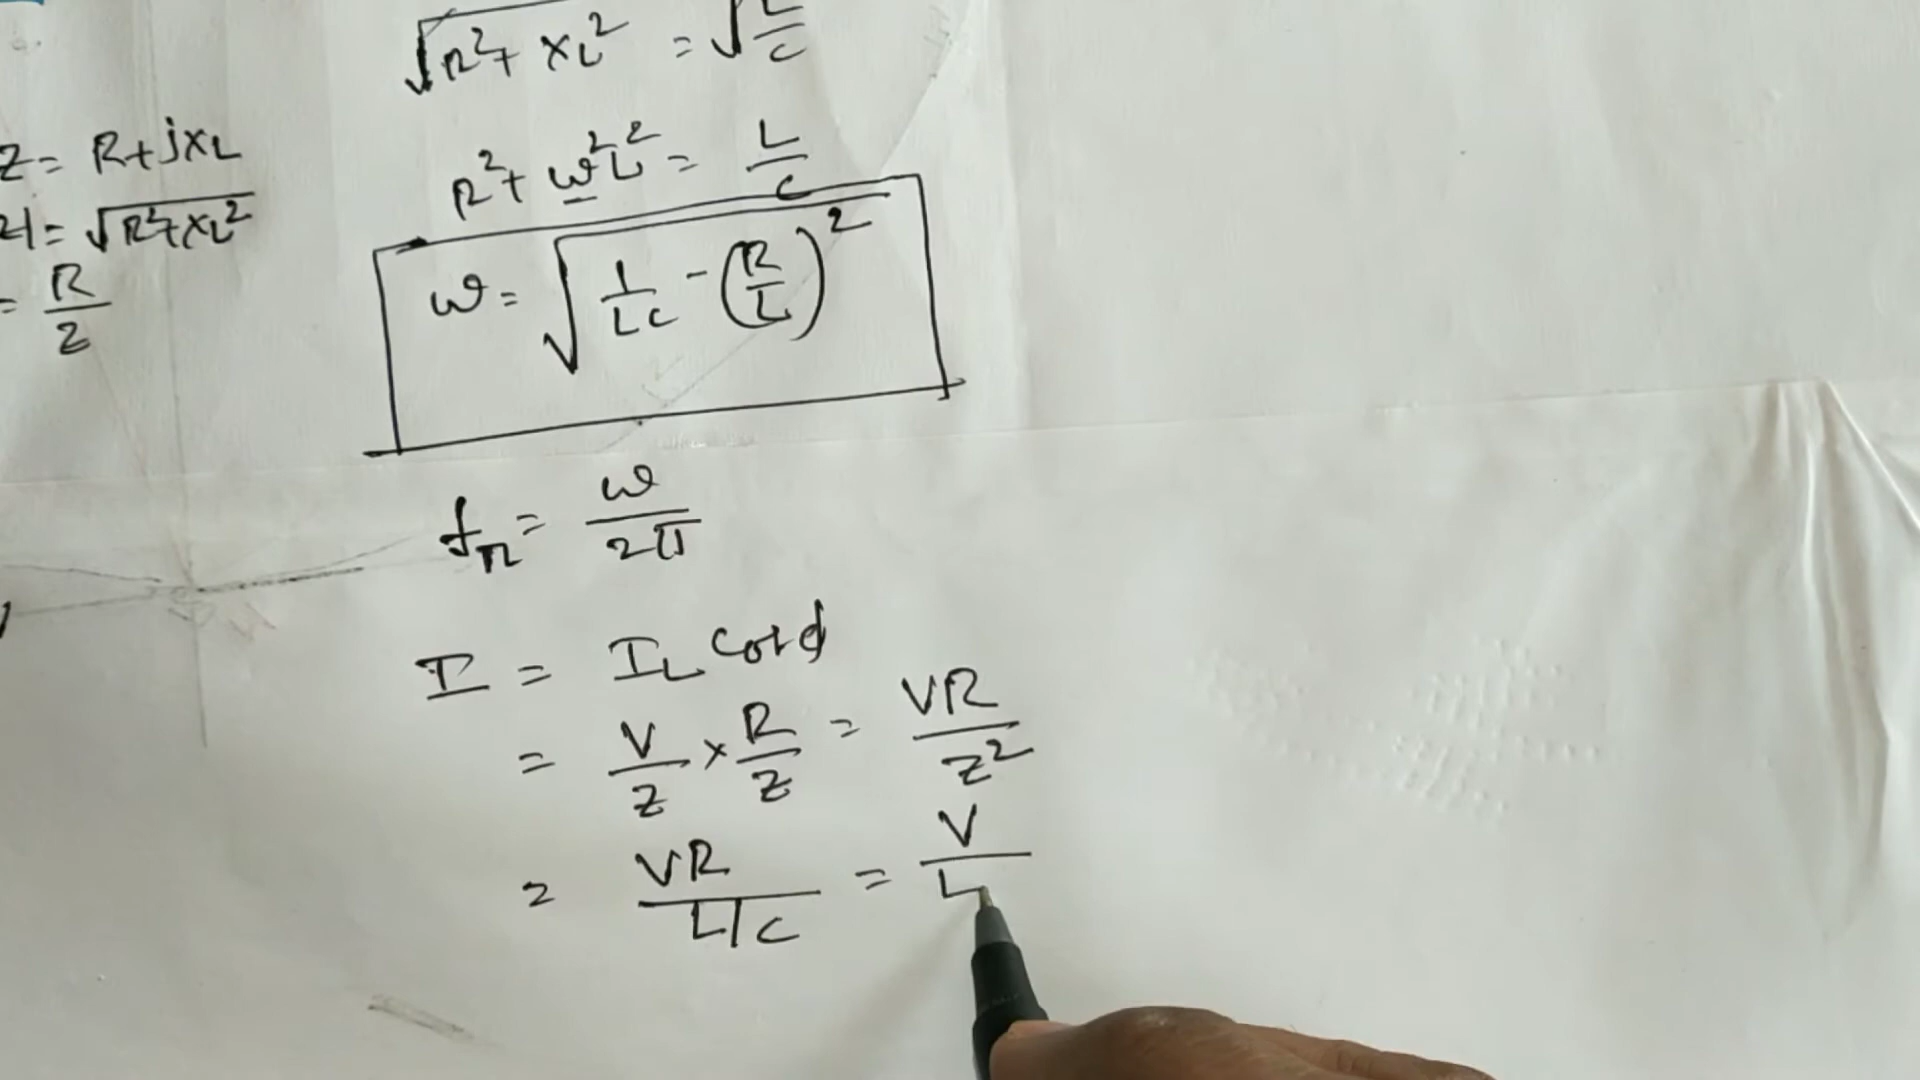 √R²+XL² = √L/C
Z= R+jXL
|Z|= √R²+XL²
= R/Z
R²+ω²L² = L/C
ω= √1/LC -(R/L)²
fr = ω/2π
I = IL cosϕ
= V/Z × R/Z = VR/Z²
= VR/L/C = V/L